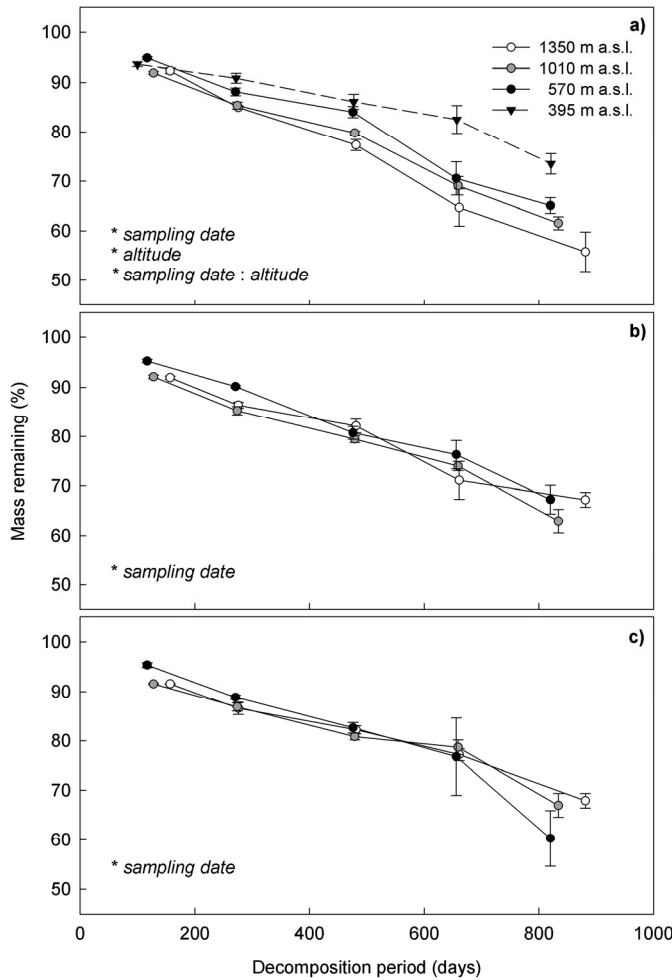 100
90
80
70
60
50
a)
1350 m a.s.l.
1010 m a.s.l.
570 m a.s.l.
395 m a.s.l.
* sampling date
* altitude
* sampling date : altitude
Mass remaining (%)
100
90
80
70
60
50
b)
* sampling date
100
90
80
70
60
50
c)
* sampling date
0 200 400 600 800 1000
Decomposition period (days)